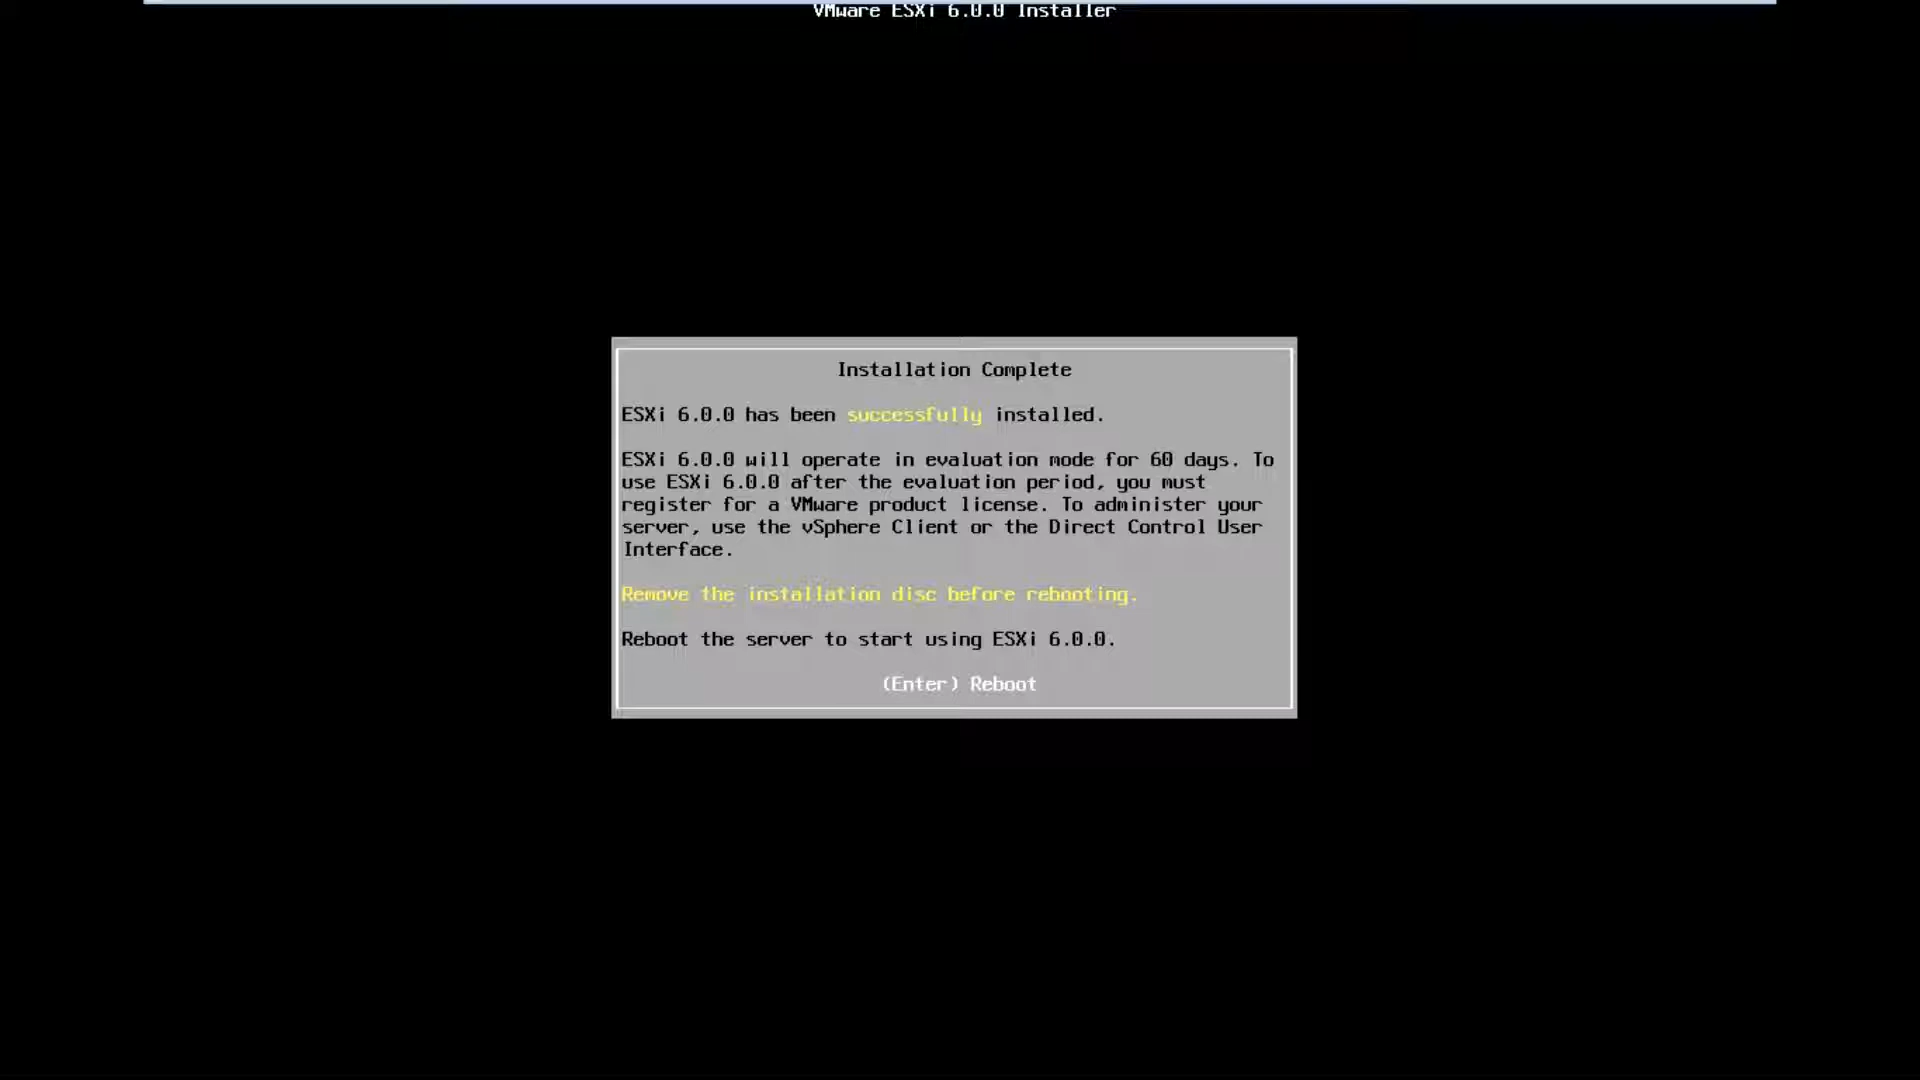 VMware ESXi 6.0.0 Installer
Installation Complete
ESXi 6.0.0 has been successfully installed.
ESXi 6.0.0 will operate in evaluation mode for 60 days. To
use ESXi 6.0.0 after the evaluation period, you must
register for a VMware product license. To administer your
server, use the vSphere Client or the Direct Control User
Interface.
Remove the installation disc before rebooting.
Reboot the server to start using ESXi 6.0.0.
(Enter) Reboot